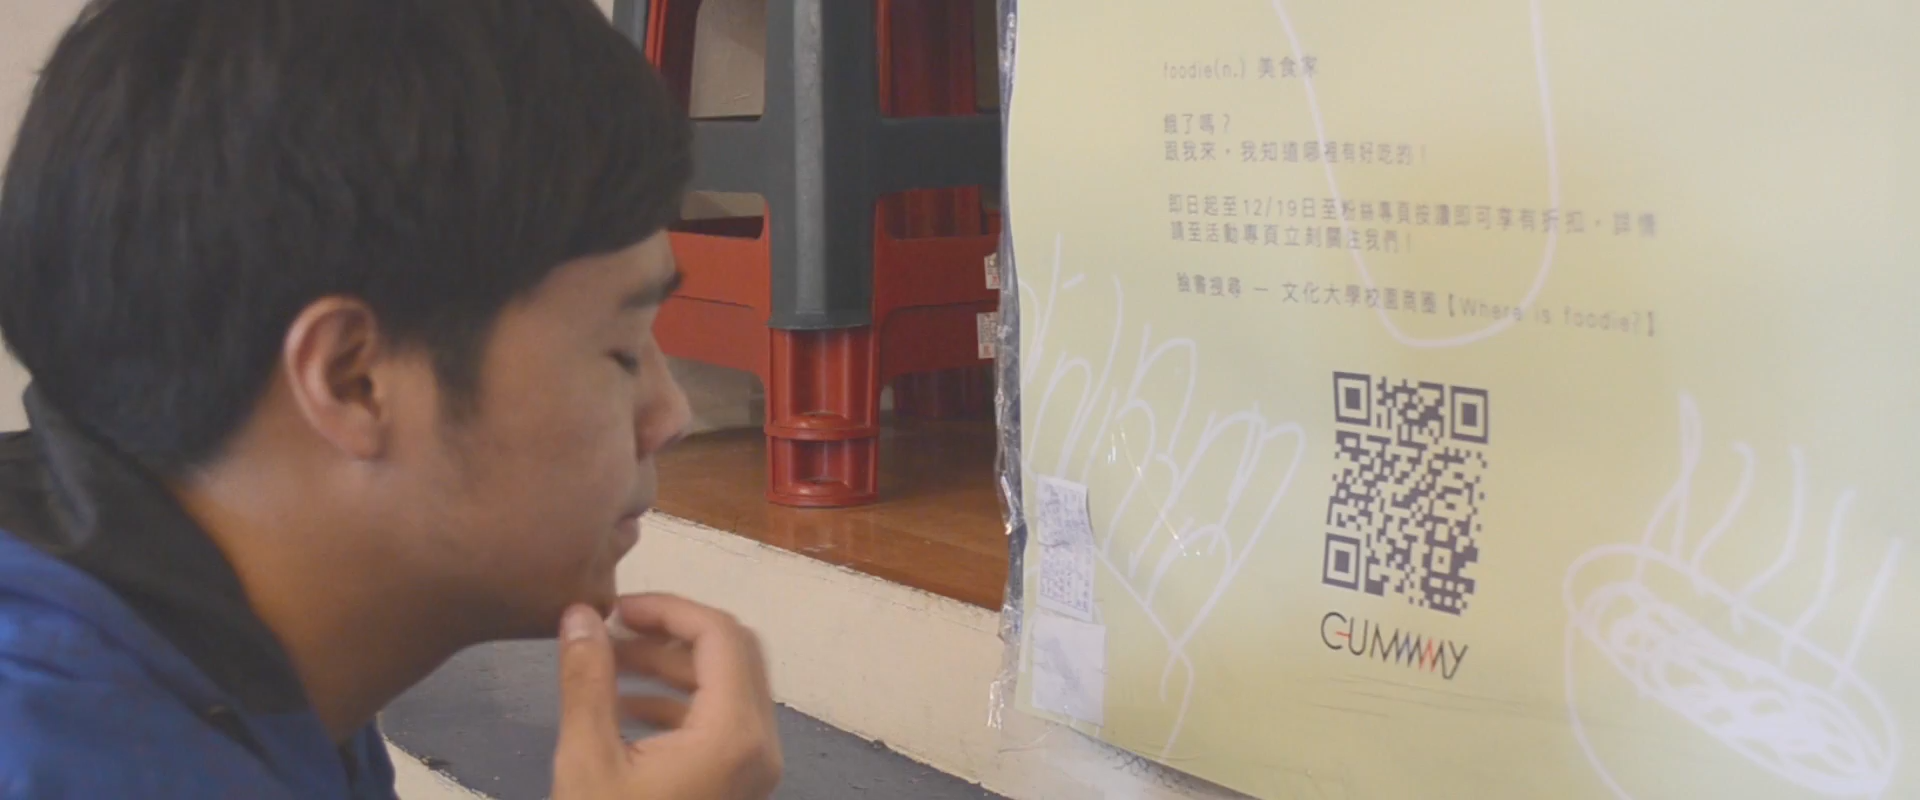 foodie(n.) 美食家
餓了嗎？
跟我來，我知道哪裡有好吃的！
即日起至12/19日至粉絲專頁按讚即可享有折扣，詳情
請至活動專頁立刻關注我們！
臉書搜尋 — 文化大學校園商圈【Where is foodie?】
GUMMMY